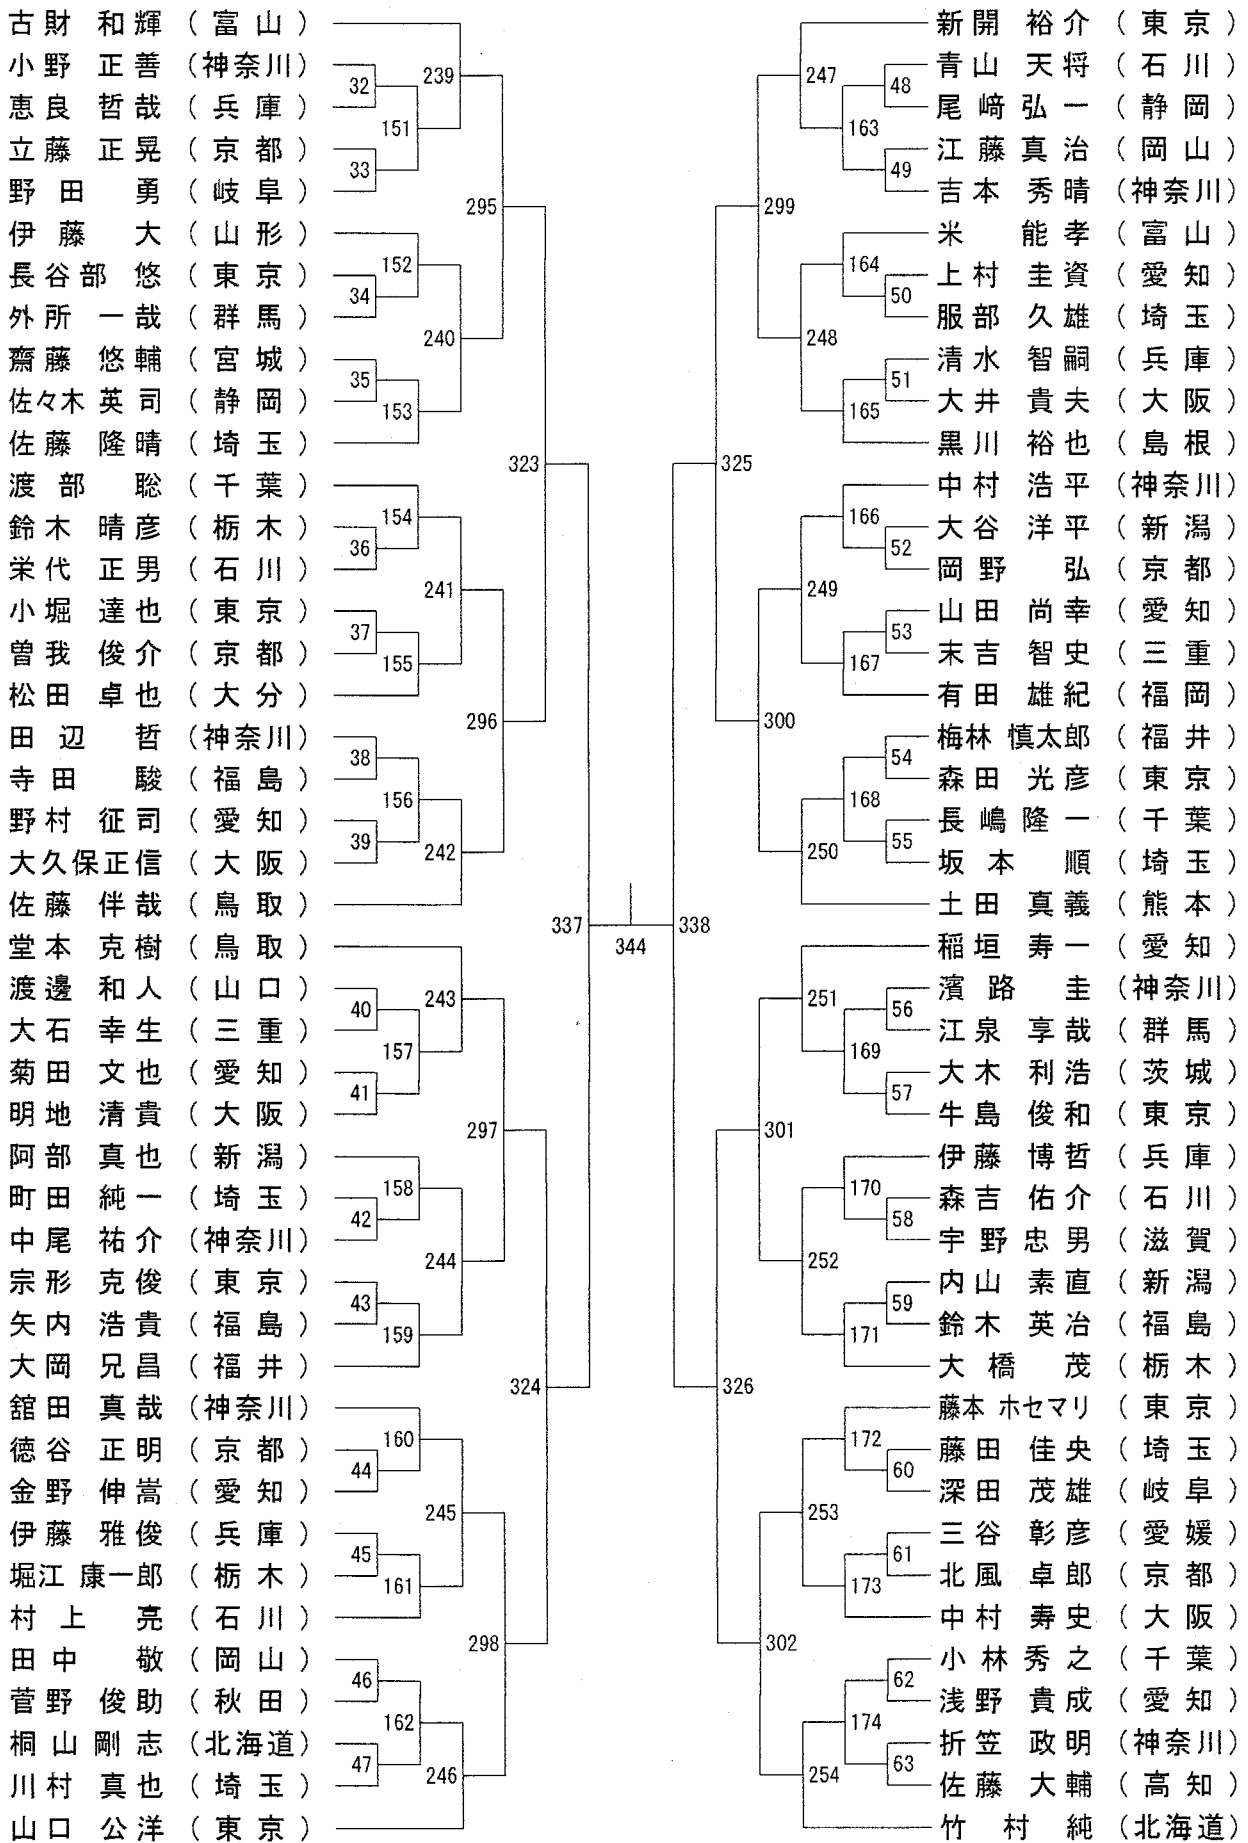 古財 和輝 （富山）
小野 正善 （神奈川）
恵良 哲哉 （兵庫）
立藤 正晃 （京都）
野田 勇 （岐阜）
伊藤 大 （山形）
長谷部 悠 （東京）
外所 一哉 （群馬）
齋藤 悠輔 （宮城）
佐々木 英司 （静岡）
佐藤 隆晴 （埼玉）
渡部 聡 （千葉）
鈴木 晴彦 （栃木）
栄代 正男 （石川）
小堀 達也 （東京）
曽我 俊介 （京都）
松田 卓也 （大分）
田辺 哲 （神奈川）
寺田 駿 （福島）
野村 征司 （愛知）
大久保正信 （大阪）
佐藤 伴哉 （鳥取）
堂本 克樹 （鳥取）
渡邊 和人 （山口）
大石 幸生 （三重）
菊田 文也 （愛知）
明地 清貴 （大阪）
阿部 真也 （新潟）
町田 純一 （埼玉）
中尾 祐介 （神奈川）
宗形 克俊 （東京）
矢内 浩貴 （福島）
大岡 兄昌 （福井）
舘田 真哉 （神奈川）
徳谷 正明 （京都）
金野 伸嵩 （愛知）
伊藤 雅俊 （兵庫）
堀江 康一郎 （栃木）
村上 亮 （石川）
田中 敬 （岡山）
菅野 俊助 （秋田）
桐山 剛志 （北海道）
川村 真也 （埼玉）
山口 公洋 （東京）
32
33
34
35
36
37
38
39
40
41
42
43
44
45
46
47
151
152
153
154
155
156
157
158
159
160
161
162
239
240
241
242
243
244
245
246
295
296
297
298
323
324
337
344
338
325
326
299
300
301
302
247
248
249
250
251
252
253
254
163
164
165
166
167
168
169
170
171
172
173
174
48
49
50
51
52
53
54
55
56
57
58
59
60
61
62
63
新開 裕介 （東京）
青山 天将 （石川）
尾﨑 弘一 （静岡）
江藤 真治 （岡山）
吉本 秀晴 （神奈川）
米 能孝 （富山）
上村 圭資 （愛知）
服部 久雄 （埼玉）
清水 智嗣 （兵庫）
大井 貴夫 （大阪）
黒川 裕也 （島根）
中村 浩平 （神奈川）
大谷 洋平 （新潟）
岡野 弘 （京都）
山田 尚幸 （愛知）
末吉 智史 （三重）
有田 雄紀 （福岡）
梅林 慎太郎 （福井）
森田 光彦 （東京）
長嶋 隆一 （千葉）
坂本 順 （埼玉）
土田 真義 （熊本）
稲垣 寿一 （愛知）
濱路 圭 （神奈川）
江泉 享哉 （群馬）
大木 利浩 （茨城）
牛島 俊和 （東京）
伊藤 博哲 （兵庫）
森吉 佑介 （石川）
宇野 忠男 （滋賀）
内山 素直 （新潟）
鈴木 英冶 （福島）
大橋 茂 （栃木）
藤本 ホセマリ （東京）
藤田 佳央 （埼玉）
深田 茂雄 （岐阜）
三谷 彰彦 （愛媛）
北風 卓郎 （京都）
中村 寿史 （大阪）
小林 秀之 （千葉）
浅野 貴成 （愛知）
折笠 政明 （神奈川）
佐藤 大輔 （高知）
竹村 純 （北海道）